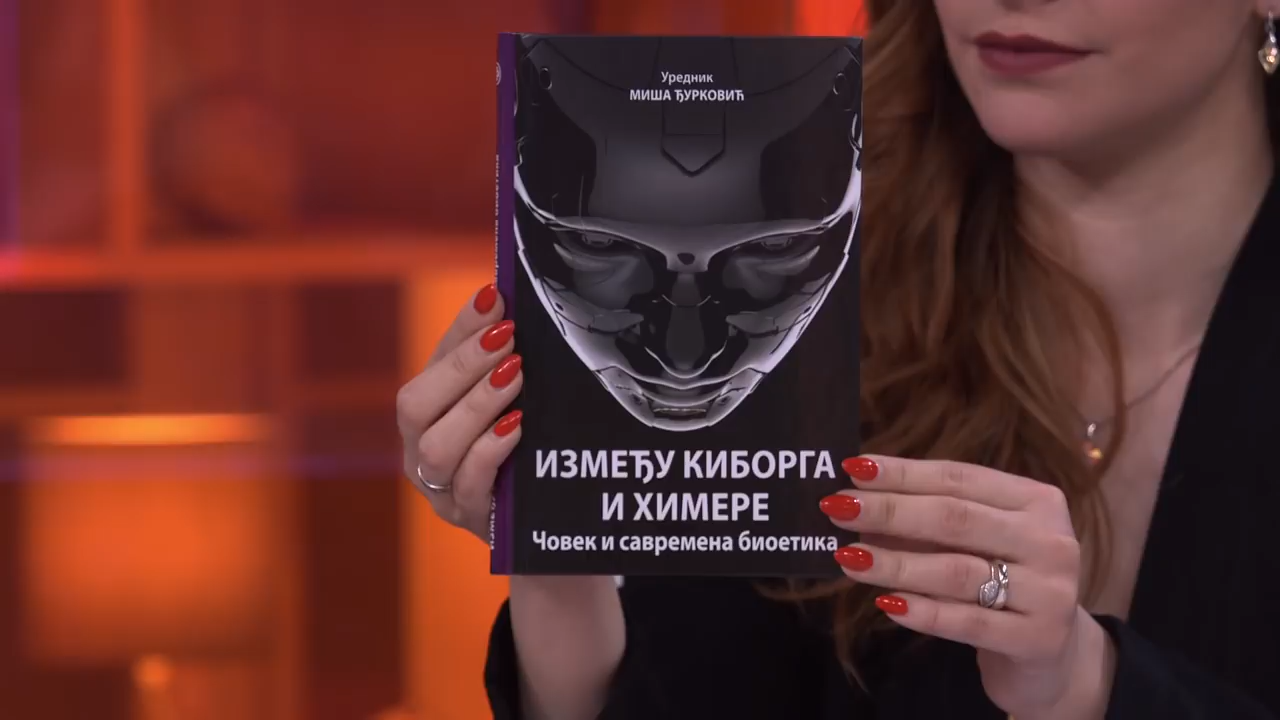 Уредник
МИША ЂУРКОВИЋ
ИЗМЕЂУ КИБОРГА
И ХИМЕРЕ
Човек и савремена биоетика